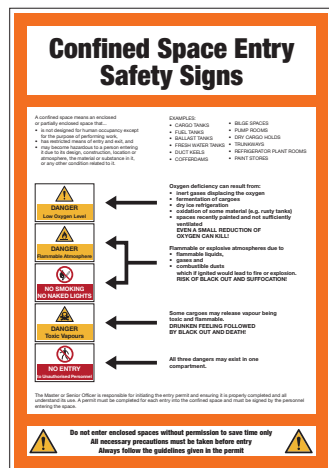 Confined Space Entry
Safety Signs
A confined space means an enclosed
or partially enclosed space that...
• is not designed for human occupancy except
for the purpose of performing work,
• has restricted means of entry and exit, and
• may become hazardous to a person entering
it due to its design, construction, location or
atmosphere, the material or substance in it,
or any other condition related to it.
EXAMPLES:
• CARGO TANKS
• FUEL TANKS
• BALLAST TANKS
• FRESH WATER TANKS
• DUCT KEELS
• COFFERDAMS
• BILGE SPACES
• PUMP ROOMS
• DRY CARGO HOLDS
• TRUNKWAYS
• REFRIGERATOR PLANT ROOMS
• PAINT STORES
DANGER
Low Oxygen Level
Oxygen deficiency can result from:
• inert gases displacing the oxygen
• fermentation of cargoes
• dry ice refrigeration
• oxidation of some material (e.g. rusty tanks)
• spaces recently painted and not sufficiently
ventilated
EVEN A SMALL REDUCTION OF
OXYGEN CAN KILL!
DANGER
Flammable Atmosphere
NO SMOKING
NO NAKED LIGHTS
Flammable or explosive atmospheres due to
• flammable liquids,
• gases and
• combustible dusts
which if ignited would lead to fire or explosion.
RISK OF BLACK OUT AND SUFFOCATION!
DANGER
Toxic Vapours
Some cargoes may release vapour being
toxic and flammable.
DRUNKEN FEELING FOLLOWED
BY BLACK OUT AND DEATH!
NO ENTRY
to Unauthorised Personnel
All three dangers may exist in one
compartment.
The Master or Senior Officer is responsible for initiating the entry permit and ensuring it is properly completed and all
understand its use. A permit must be completed for each entry into the confined space and must be signed by the personnel
entering the space.
Do not enter enclosed spaces without permission to save time only
All necessary precautions must be taken before entry
Always follow the guidelines given in the permit